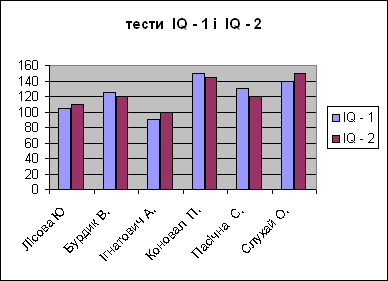 тести IQ - 1 і IQ - 2
160
140
120
100
80
60
40
20
0
Лісова Ю
Бурдик В.
Ігнатович А.
Коновал П.
Пасічна С.
Слухай О.
IQ - 1
IQ - 2